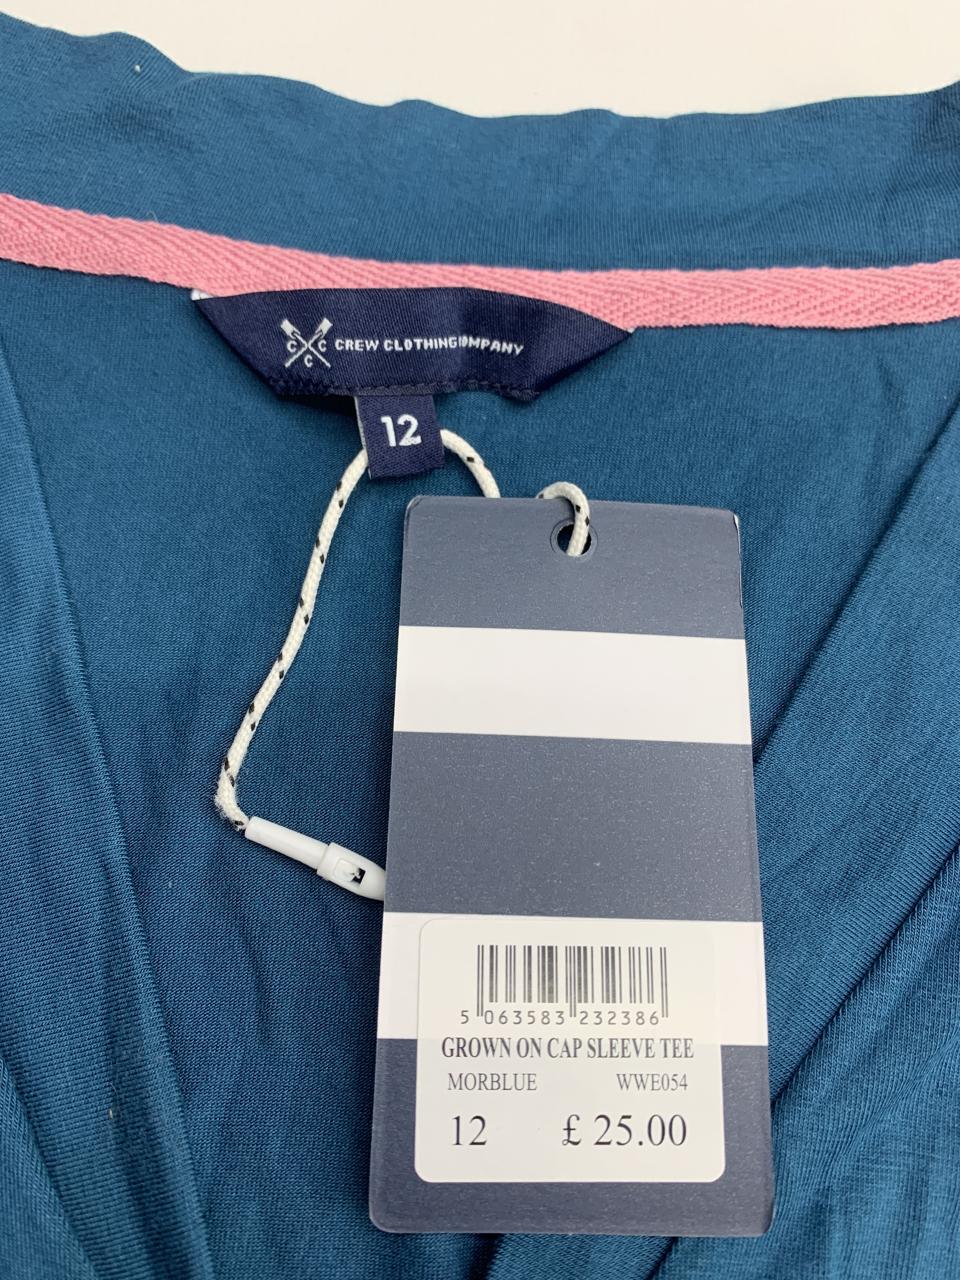 C C
C
CREW CLOTHING COMPANY
12
5 063583 232386
GROWN ON CAP SLEEVE TEE
MORBLUE WWE054
12 £ 25.00